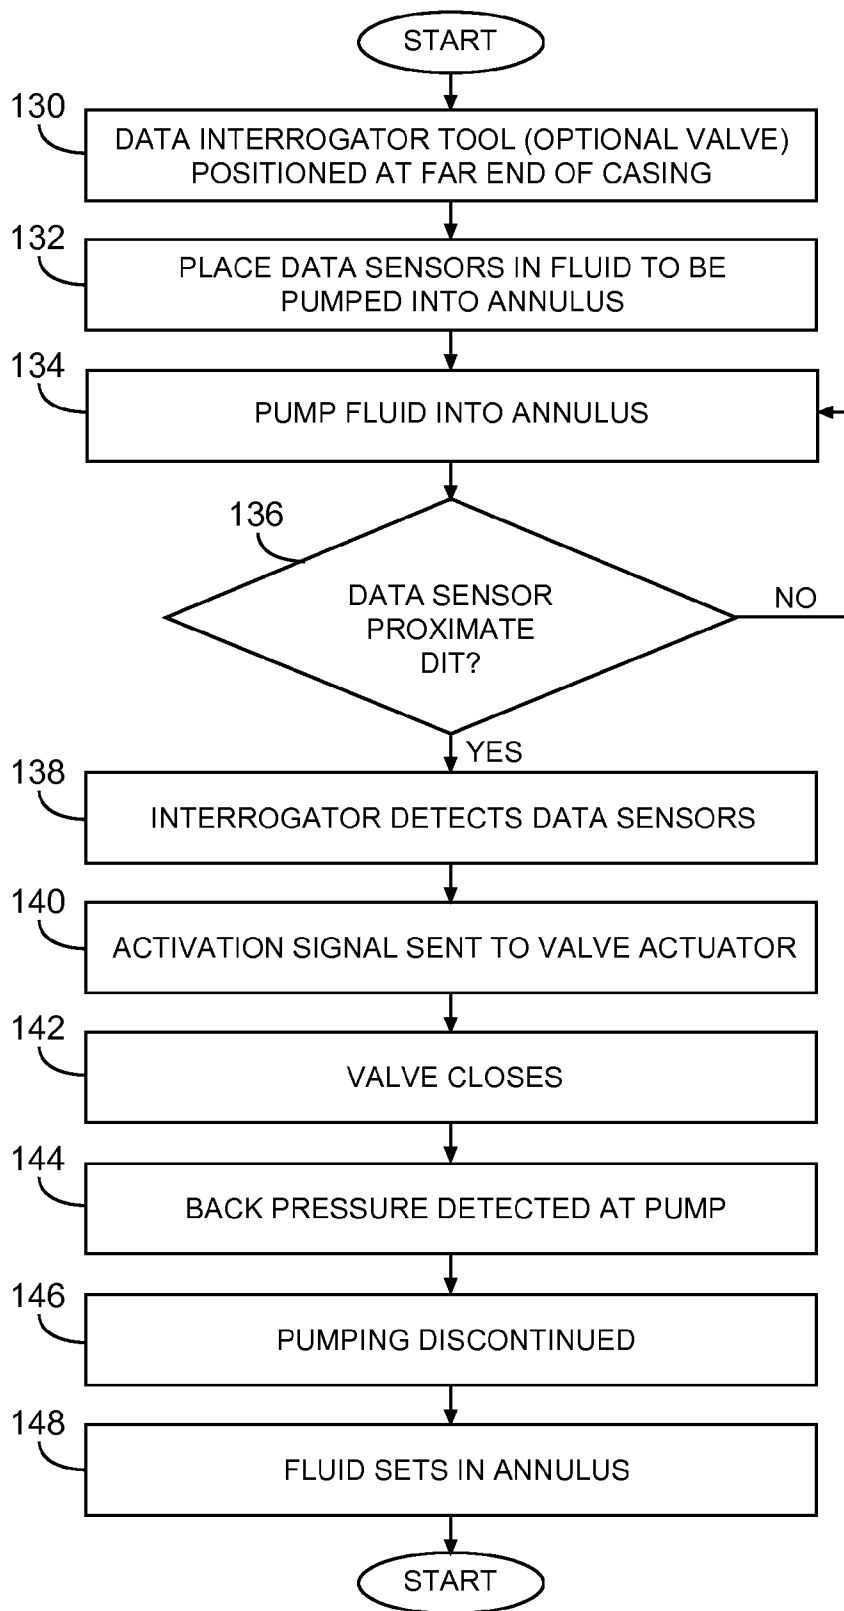 START
130
DATA INTERROGATOR TOOL (OPTIONAL VALVE)
POSITIONED AT FAR END OF CASING
132
PLACE DATA SENSORS IN FLUID TO BE
PUMPED INTO ANNULUS
134
PUMP FLUID INTO ANNULUS
136
DATA SENSOR
PROXIMATE
DIT?
NO
YES
138
INTERROGATOR DETECTS DATA SENSORS
140
ACTIVATION SIGNAL SENT TO VALVE ACTUATOR
142
VALVE CLOSES
144
BACK PRESSURE DETECTED AT PUMP
146
PUMPING DISCONTINUED
148
FLUID SETS IN ANNULUS
START